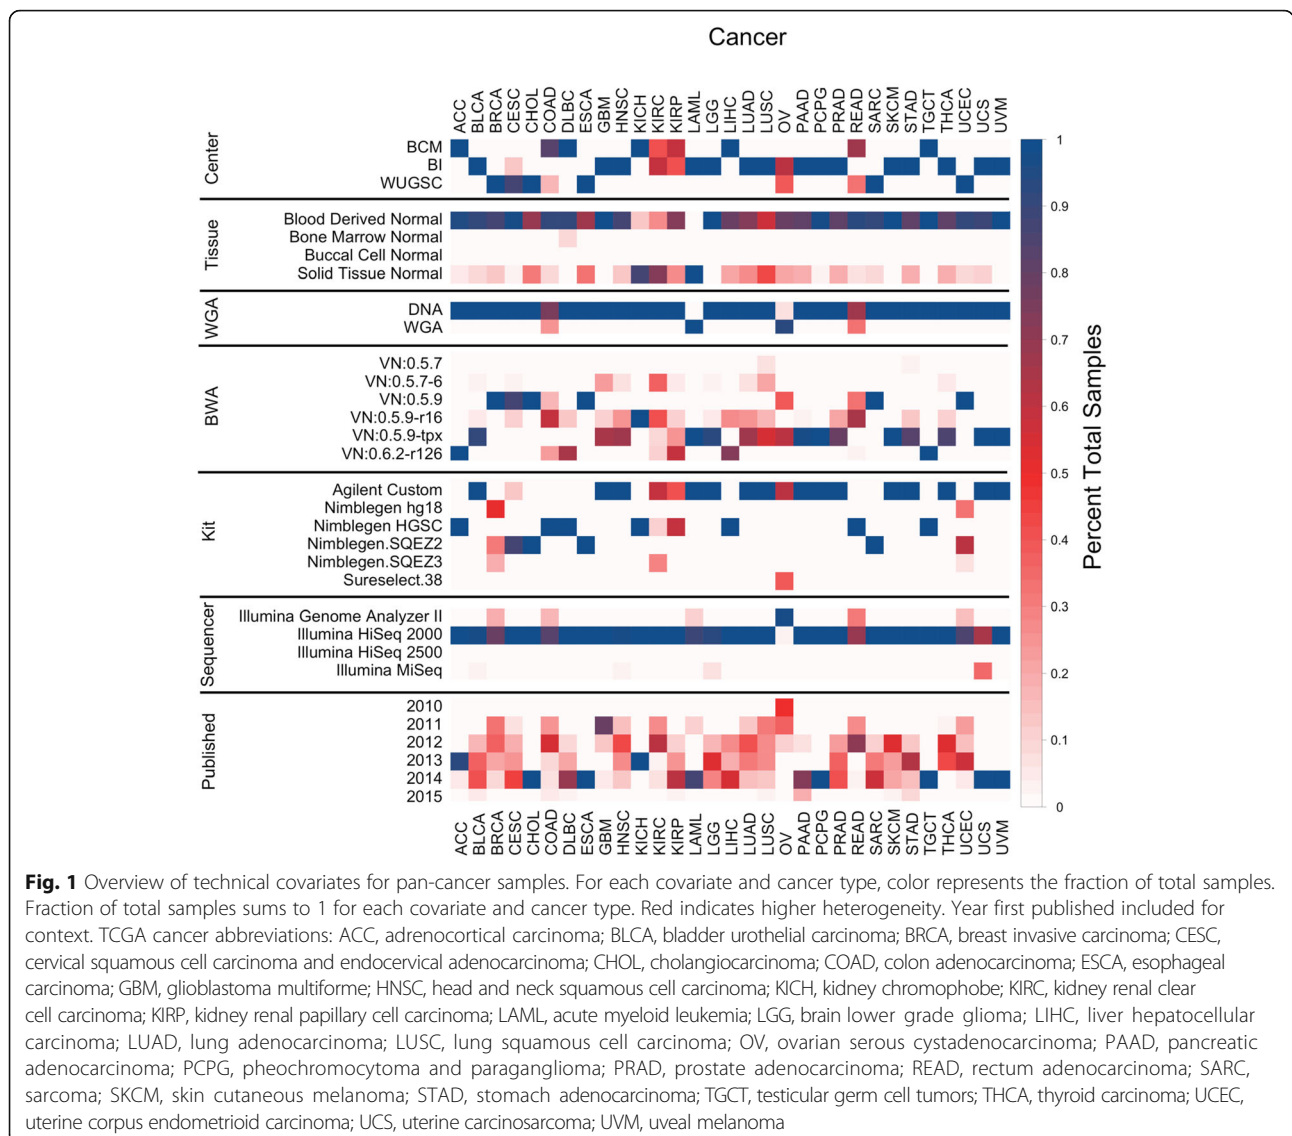 Cancer
ACC BLCA BRCA CESC CHOL COAD DLBC ESCA GBM HNSC KICH KIRC KIRP LAML LGG LIHC LUAD LUSC OV PAAD PCPG PRAD READ SARC SKCM STAD TGCT THCA UCEC UCS UVM
Center
BCM
BI
WUGSC
Tissue
Blood Derived Normal
Bone Marrow Normal
Buccal Cell Normal
Solid Tissue Normal
WGA
DNA
WGA
BWA
VN:0.5.7
VN:0.5.7-6
VN:0.5.9
VN:0.5.9-r16
VN:0.5.9-tpx
VN:0.6.2-r126
Kit
Agilent Custom
Nimblegen hg18
Nimblegen HGSC
Nimblegen.SQEZ2
Nimblegen.SQEZ3
Sureselect.38
Sequencer
Illumina Genome Analyzer II
Illumina HiSeq 2000
Illumina HiSeq 2500
Illumina MiSeq
Published
2010
2011
2012
2013
2014
2015
ACC BLCA BRCA CESC CHOL COAD DLBC ESCA GBM HNSC KICH KIRC KIRP LAML LGG LIHC LUAD LUSC OV PAAD PCPG PRAD READ SARC SKCM STAD TGCT THCA UCEC UCS UVM
1
0.9
0.8
0.7
0.6
0.5
0.4
0.3
0.2
0.1
0
Percent Total Samples
Fig. 1 Overview of technical covariates for pan-cancer samples. For each covariate and cancer type, color represents the fraction of total samples.
Fraction of total samples sums to 1 for each covariate and cancer type. Red indicates higher heterogeneity. Year first published included for
context. TCGA cancer abbreviations: ACC, adrenocortical carcinoma; BLCA, bladder urothelial carcinoma; BRCA, breast invasive carcinoma; CESC,
cervical squamous cell carcinoma and endocervical adenocarcinoma; CHOL, cholangiocarcinoma; COAD, colon adenocarcinoma; ESCA, esophageal
carcinoma; GBM, glioblastoma multiforme; HNSC, head and neck squamous cell carcinoma; KICH, kidney chromophobe; KIRC, kidney renal clear
cell carcinoma; KIRP, kidney renal papillary cell carcinoma; LAML, acute myeloid leukemia; LGG, brain lower grade glioma; LIHC, liver hepatocellular
carcinoma; LUAD, lung adenocarcinoma; LUSC, lung squamous cell carcinoma; OV, ovarian serous cystadenocarcinoma; PAAD, pancreatic
adenocarcinoma; PCPG, pheochromocytoma and paraganglioma; PRAD, prostate adenocarcinoma; READ, rectum adenocarcinoma; SARC,
sarcoma; SKCM, skin cutaneous melanoma; STAD, stomach adenocarcinoma; TGCT, testicular germ cell tumors; THCA, thyroid carcinoma; UCEC,
uterine corpus endometrioid carcinoma; UCS, uterine carcinosarcoma; UVM, uveal melanoma